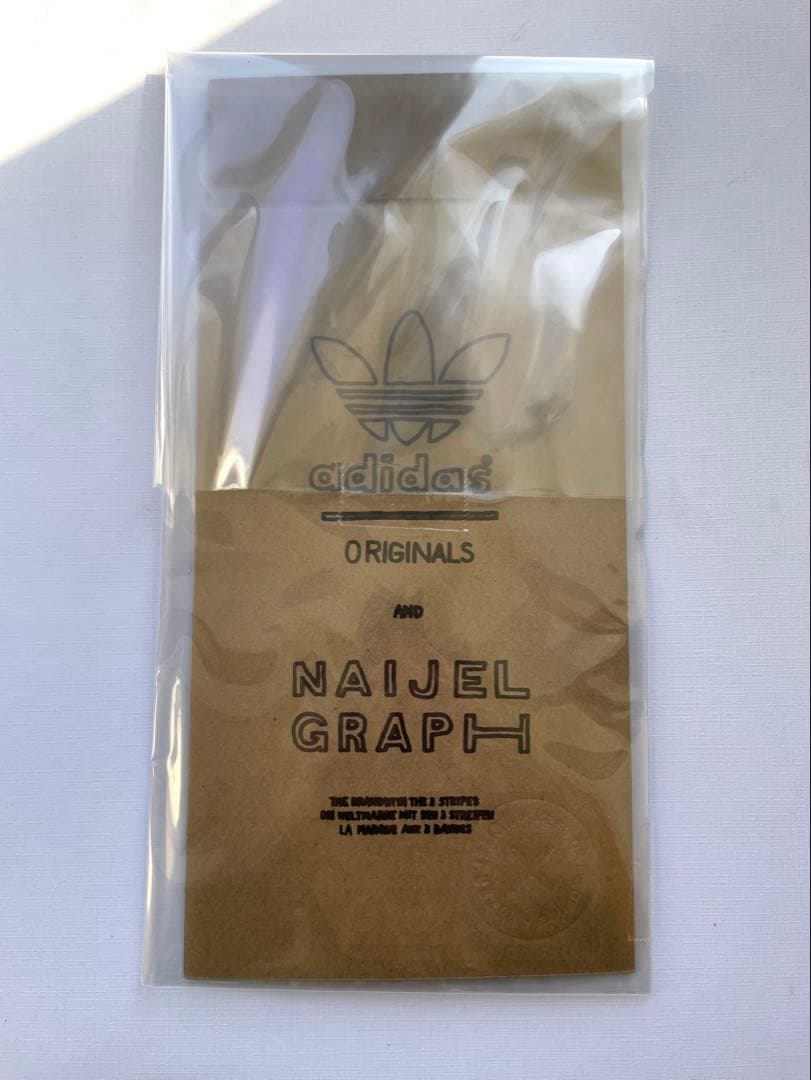 adidas
ORIGINALS
AND
NAIJEL
GRAPH
THE BRAND WITH THE 3 STRIPES
DIE WELTMARKE MIT DEN 3 STREIFEN
LA MARQUE AUX 3 BANDES